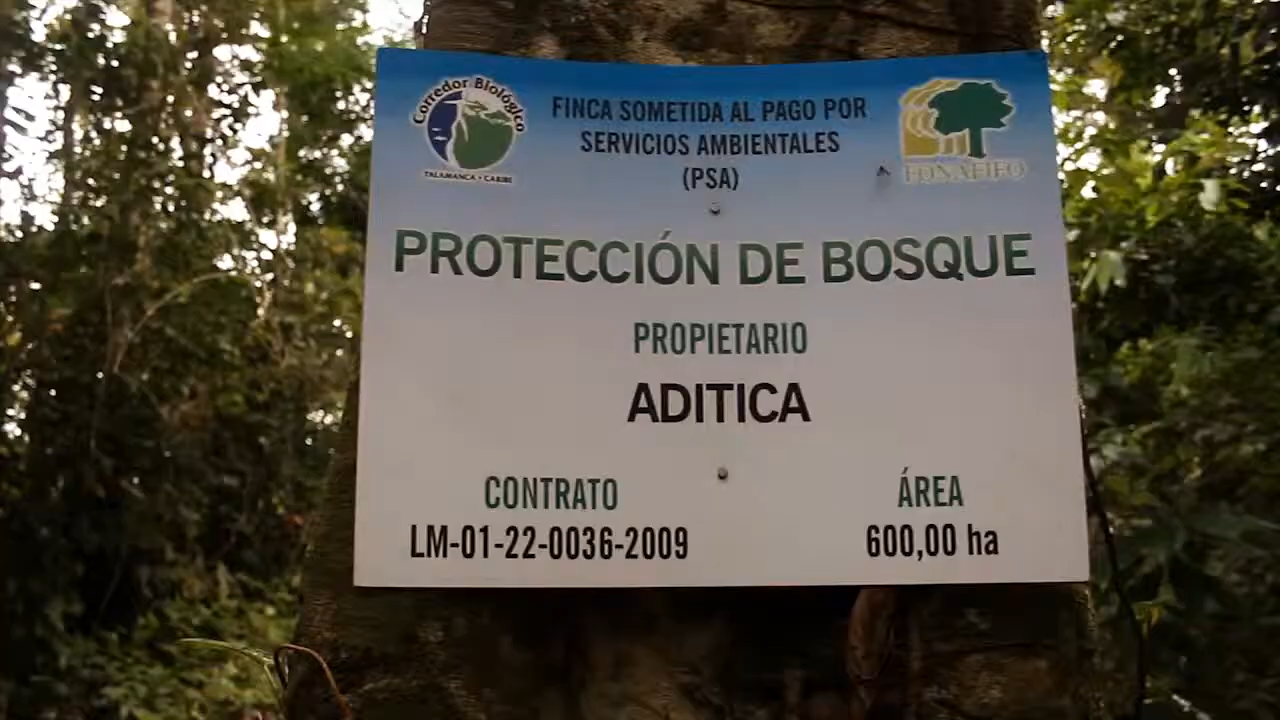 Corredor Biológico
TALAMANCA • CARIBE
FINCA SOMETIDA AL PAGO POR
SERVICIOS AMBIENTALES
(PSA)
FONAFIFO
PROTECCIÓN DE BOSQUE
PROPIETARIO
ADITICA
CONTRATO
LM-01-22-0036-2009
ÁREA
600,00 ha